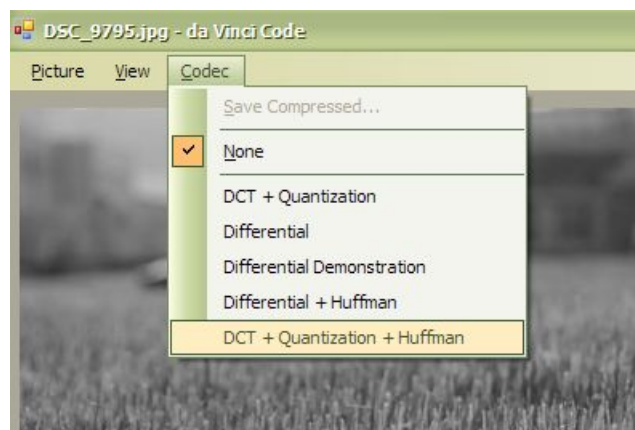 DSC_9795.jpg - da Vinci Code
Picture View Codec
Save Compressed...
None
DCT + Quantization
Differential
Differential Demonstration
Differential + Huffman
DCT + Quantization + Huffman